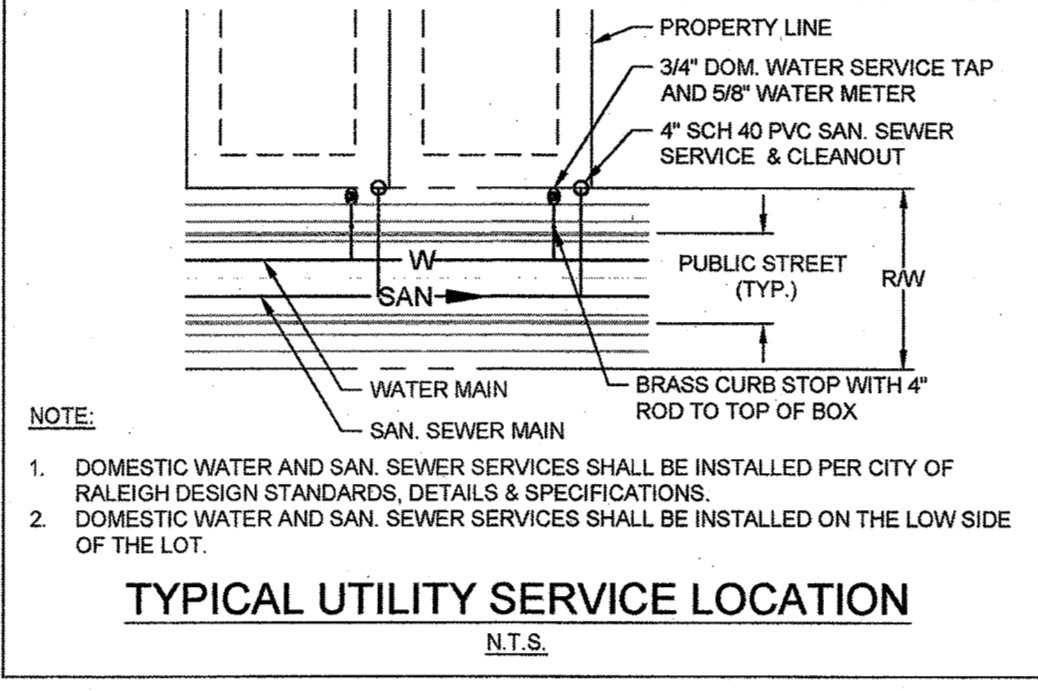 PROPERTY LINE
3/4" DOM. WATER SERVICE TAP
AND 5/8" WATER METER
4" SCH 40 PVC SAN. SEWER
SERVICE & CLEANOUT
W
SAN
PUBLIC STREET
(TYP.)
R/W
WATER MAIN
SAN. SEWER MAIN
BRASS CURB STOP WITH 4"
ROD TO TOP OF BOX
NOTE:
1. DOMESTIC WATER AND SAN. SEWER SERVICES SHALL BE INSTALLED PER CITY OF
RALEIGH DESIGN STANDARDS, DETAILS & SPECIFICATIONS.
2. DOMESTIC WATER AND SAN. SEWER SERVICES SHALL BE INSTALLED ON THE LOW SIDE
OF THE LOT.
TYPICAL UTILITY SERVICE LOCATION
N.T.S.